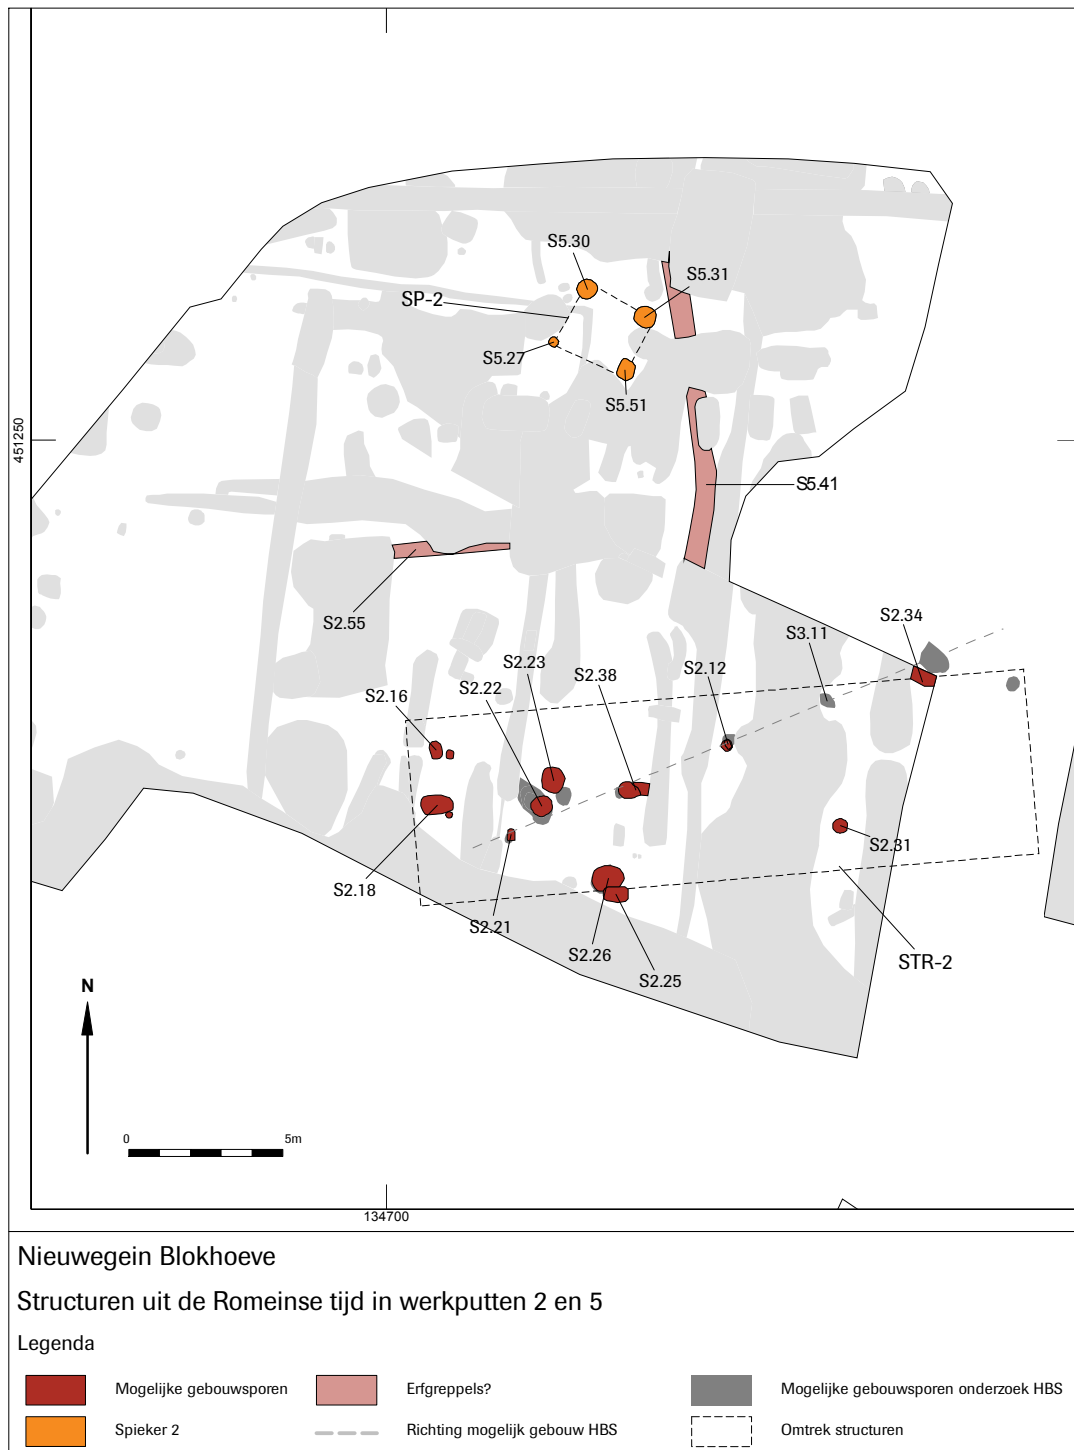 S5.30
S5.31
SP-2
S5.27
S5.51
451250
S5.41
S2.55
S2.34
S3.11
S2.23
S2.38
S2.12
S2.22
S2.16
S2.31
S2.18
S2.21
S2.26
S2.25
STR-2
N
0 5m
134700
Nieuwegein Blokhoeve
Structuren uit de Romeinse tijd in werkputten 2 en 5
Legenda
Mogelijke gebouwsporen
Erfgreppels?
Mogelijke gebouwsporen onderzoek HBS
Spieker 2
Richting mogelijk gebouw HBS
Omtrek structuren